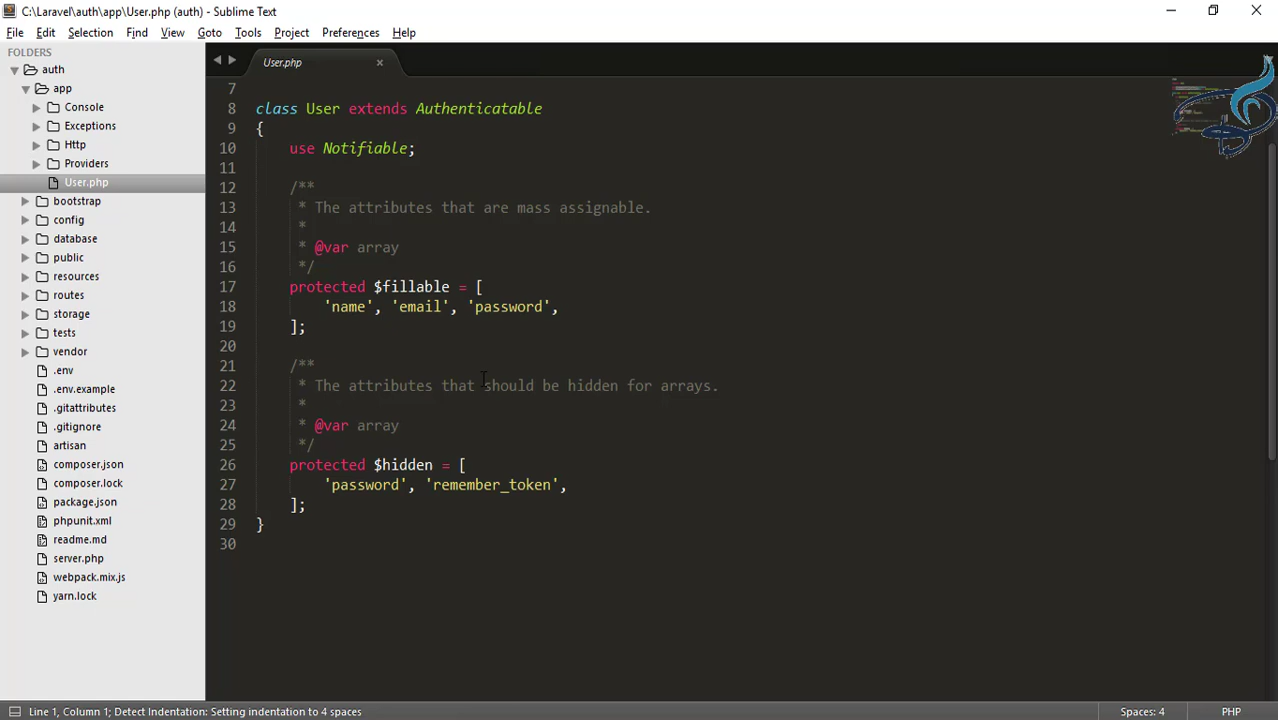 C:\Laravel\auth\app\User.php (auth) - Sublime Text
File Edit Selection Find View Goto Tools Project Preferences Help
FOLDERS
auth
app
Console
Exceptions
Http
Providers
User.php
bootstrap
config
database
public
resources
routes
storage
tests
vendor
.env
.env.example
.gitattributes
.gitignore
artisan
composer.json
composer.lock
package.json
phpunit.xml
readme.md
server.php
webpack.mix.js
yarn.lock
User.php
7
8 class User extends Authenticatable
9 {
10     use Notifiable;
11
12     /**
13      * The attributes that are mass assignable.
14      *
15      * @var array
16      */
17     protected $fillable = [
18         'name', 'email', 'password',
19     ];
20
21     /**
22      * The attributes that should be hidden for arrays.
23      *
24      * @var array
25      */
26     protected $hidden = [
27         'password', 'remember_token',
28     ];
29 }
30
Line 1, Column 1; Detect Indentation: Setting indentation to 4 spaces
Spaces: 4
PHP